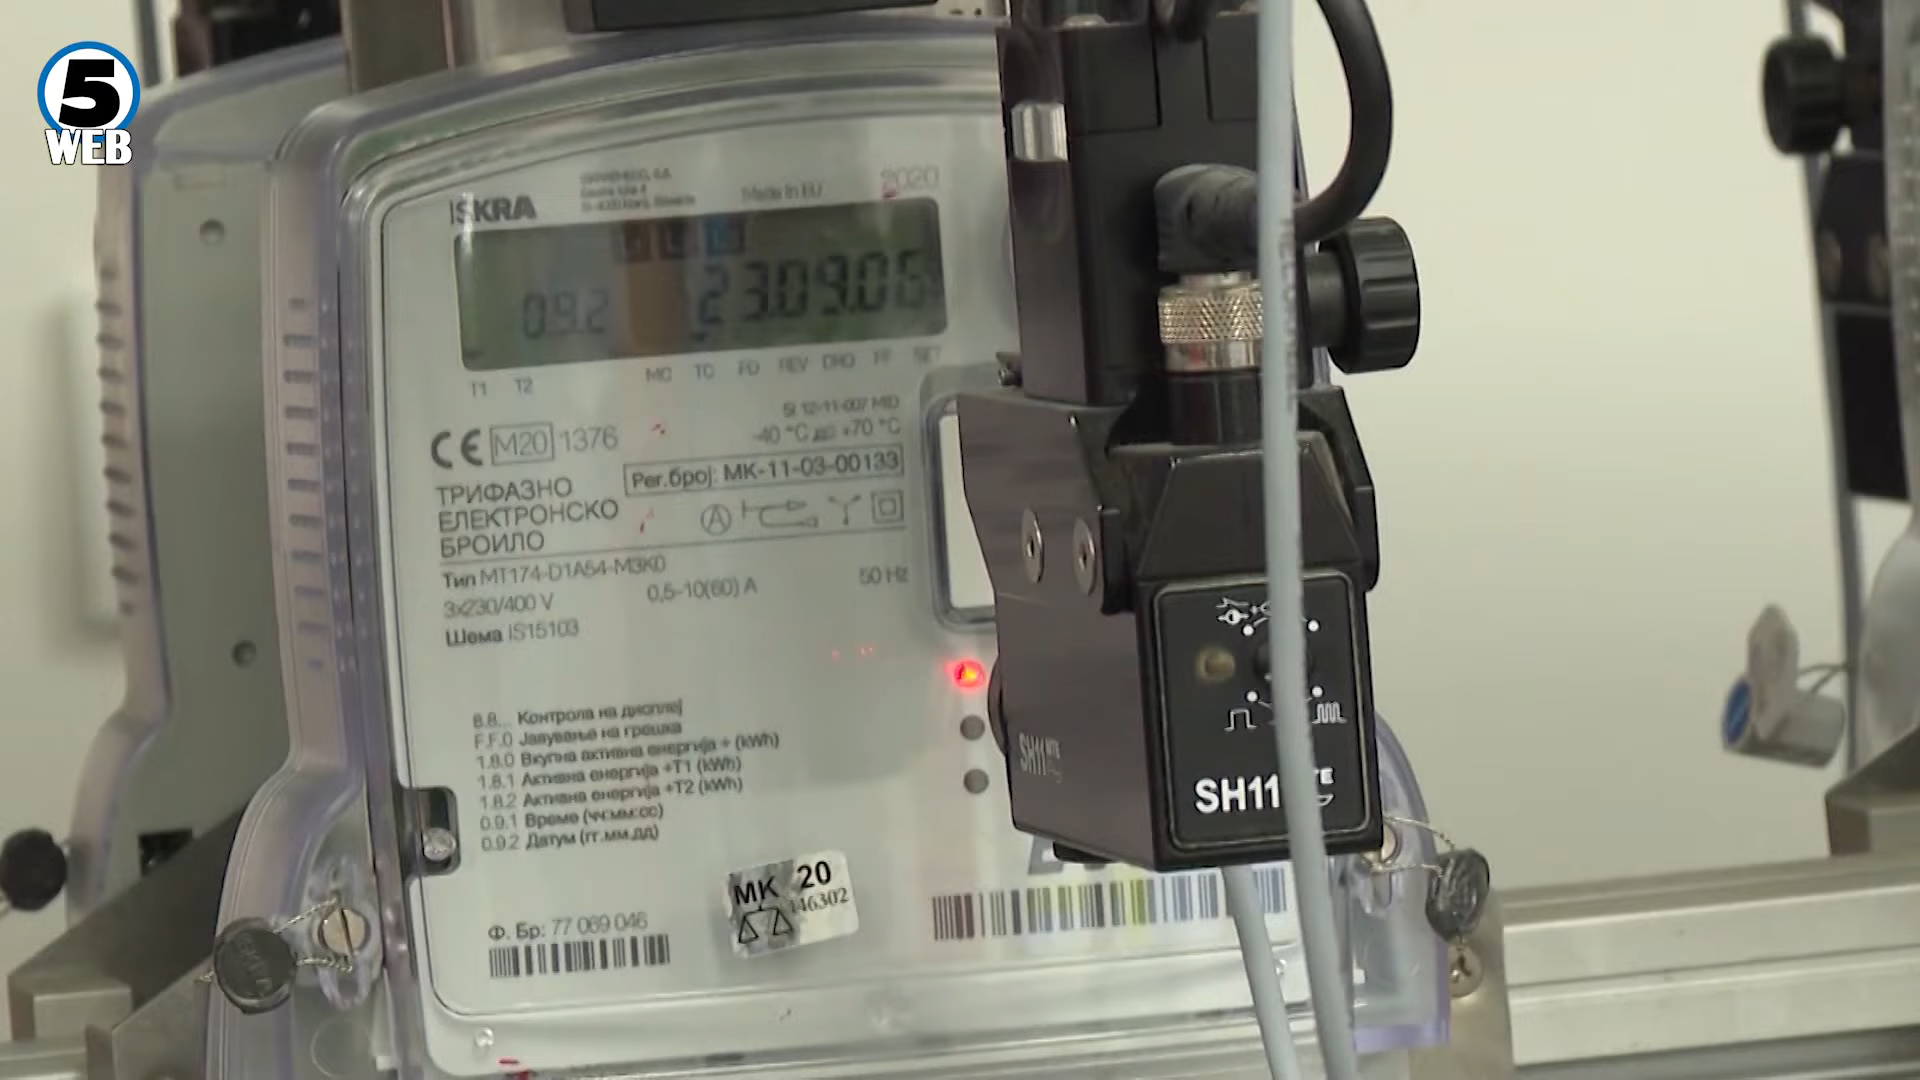 5
WEB
ISKRA
Made in EU
2020
0.9.2 23.09.06
T1 T2 MC TC FD REV DRO FF SET
SI 12-11-007 MID
-40 °C до +70 °C
CE M20 1376
Рег.број: МК-11-03-00133
ТРИФАЗНО
ЕЛЕКТРОНСКО
БРОИЛО
Тип MT174-D1A54-M3K0
3x230/400 V 0,5-10(60) A 50 Hz
Шема IS15103
8.8... Контрола на дисплеј
F.F.0 Јавување на грешка
1.8.0 Вкупна активна енергија + (kWh)
1.8.1 Активна енергија +T1 (kWh)
1.8.2 Активна енергија +T2 (kWh)
0.9.1 Време (чч:мм:сс)
0.9.2 Датум (гг.мм.дд)
МК 20
146302
Ф. Бр: 77 069 046
SH11
SH11